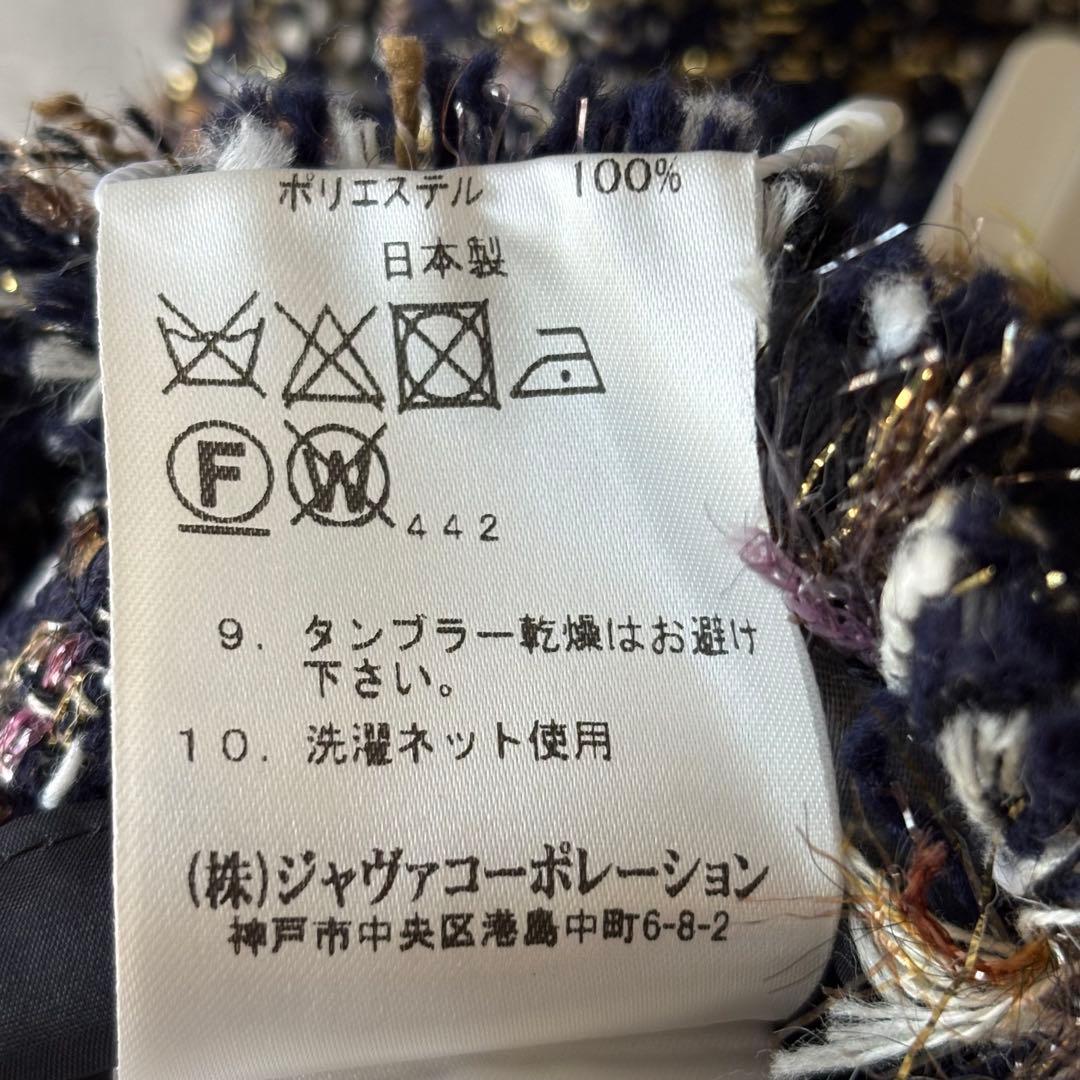 ポリエステル 100%
日本製
F W 442
9. タンブラー乾燥はお避け
下さい。
10. 洗濯ネット使用
(株)ジャヴァコーポレーション
神戸市中央区港島中町6-8-2